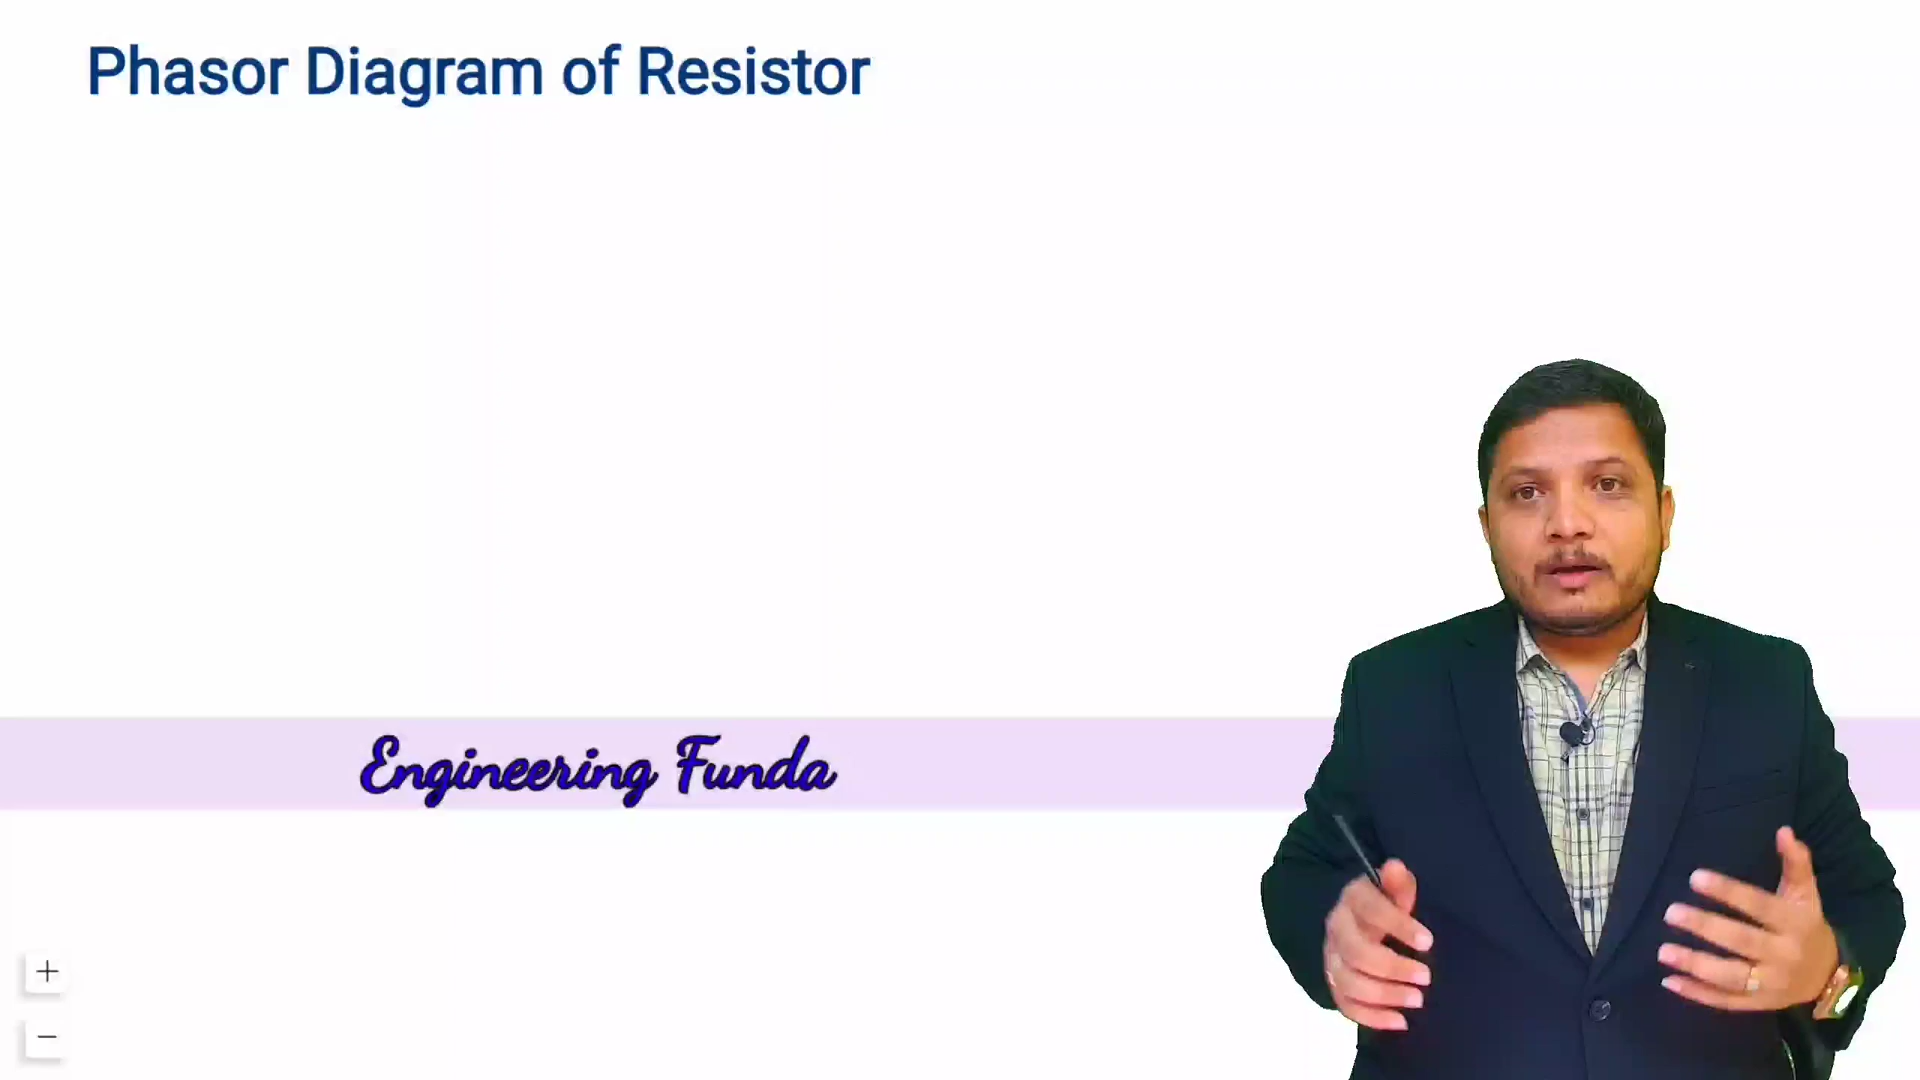 Phasor Diagram of Resistor
Engineering Funda
+
−